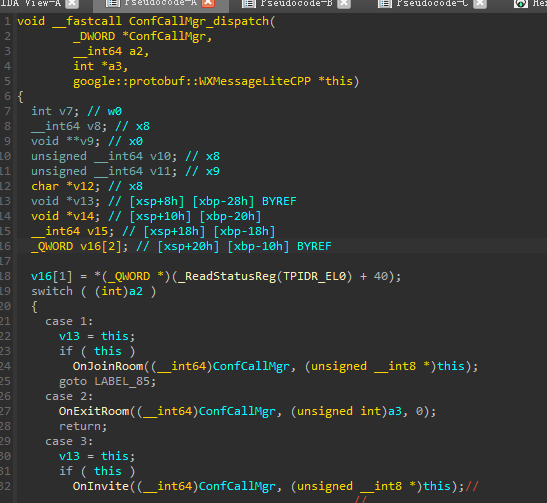 IDA View-A Pseudocode-A Pseudocode-B Pseudocode-C
1 void __fastcall ConfCallMgr_dispatch(
2 _DWORD *ConfCallMgr,
3 __int64 a2,
4 int *a3,
5 google::protobuf::WXMessageLiteCPP *this)
6 {
7 int v7; // w0
8 __int64 v8; // x8
9 void **v9; // x0
10 unsigned __int64 v10; // x8
11 unsigned __int64 v11; // x9
12 char *v12; // x8
13 void *v13; // [xsp+8h] [xbp-28h] BYREF
14 void *v14; // [xsp+10h] [xbp-20h]
15 __int64 v15; // [xsp+18h] [xbp-18h]
16 _QWORD v16[2]; // [xsp+20h] [xbp-10h] BYREF
17
18 v16[1] = *(_QWORD *)(_ReadStatusReg(TPIDR_EL0) + 40);
19 switch ( (int)a2 )
20 {
21 case 1:
22 v13 = this;
23 if ( this )
24 OnJoinRoom((__int64)ConfCallMgr, (unsigned __int8 *)this);
25 goto LABEL_85;
26 case 2:
27 OnExitRoom((__int64)ConfCallMgr, (unsigned int)a3, 0);
28 return;
29 case 3:
30 v13 = this;
31 if ( this )
32 OnInvite((__int64)ConfCallMgr, (unsigned __int8 *)this);//
//